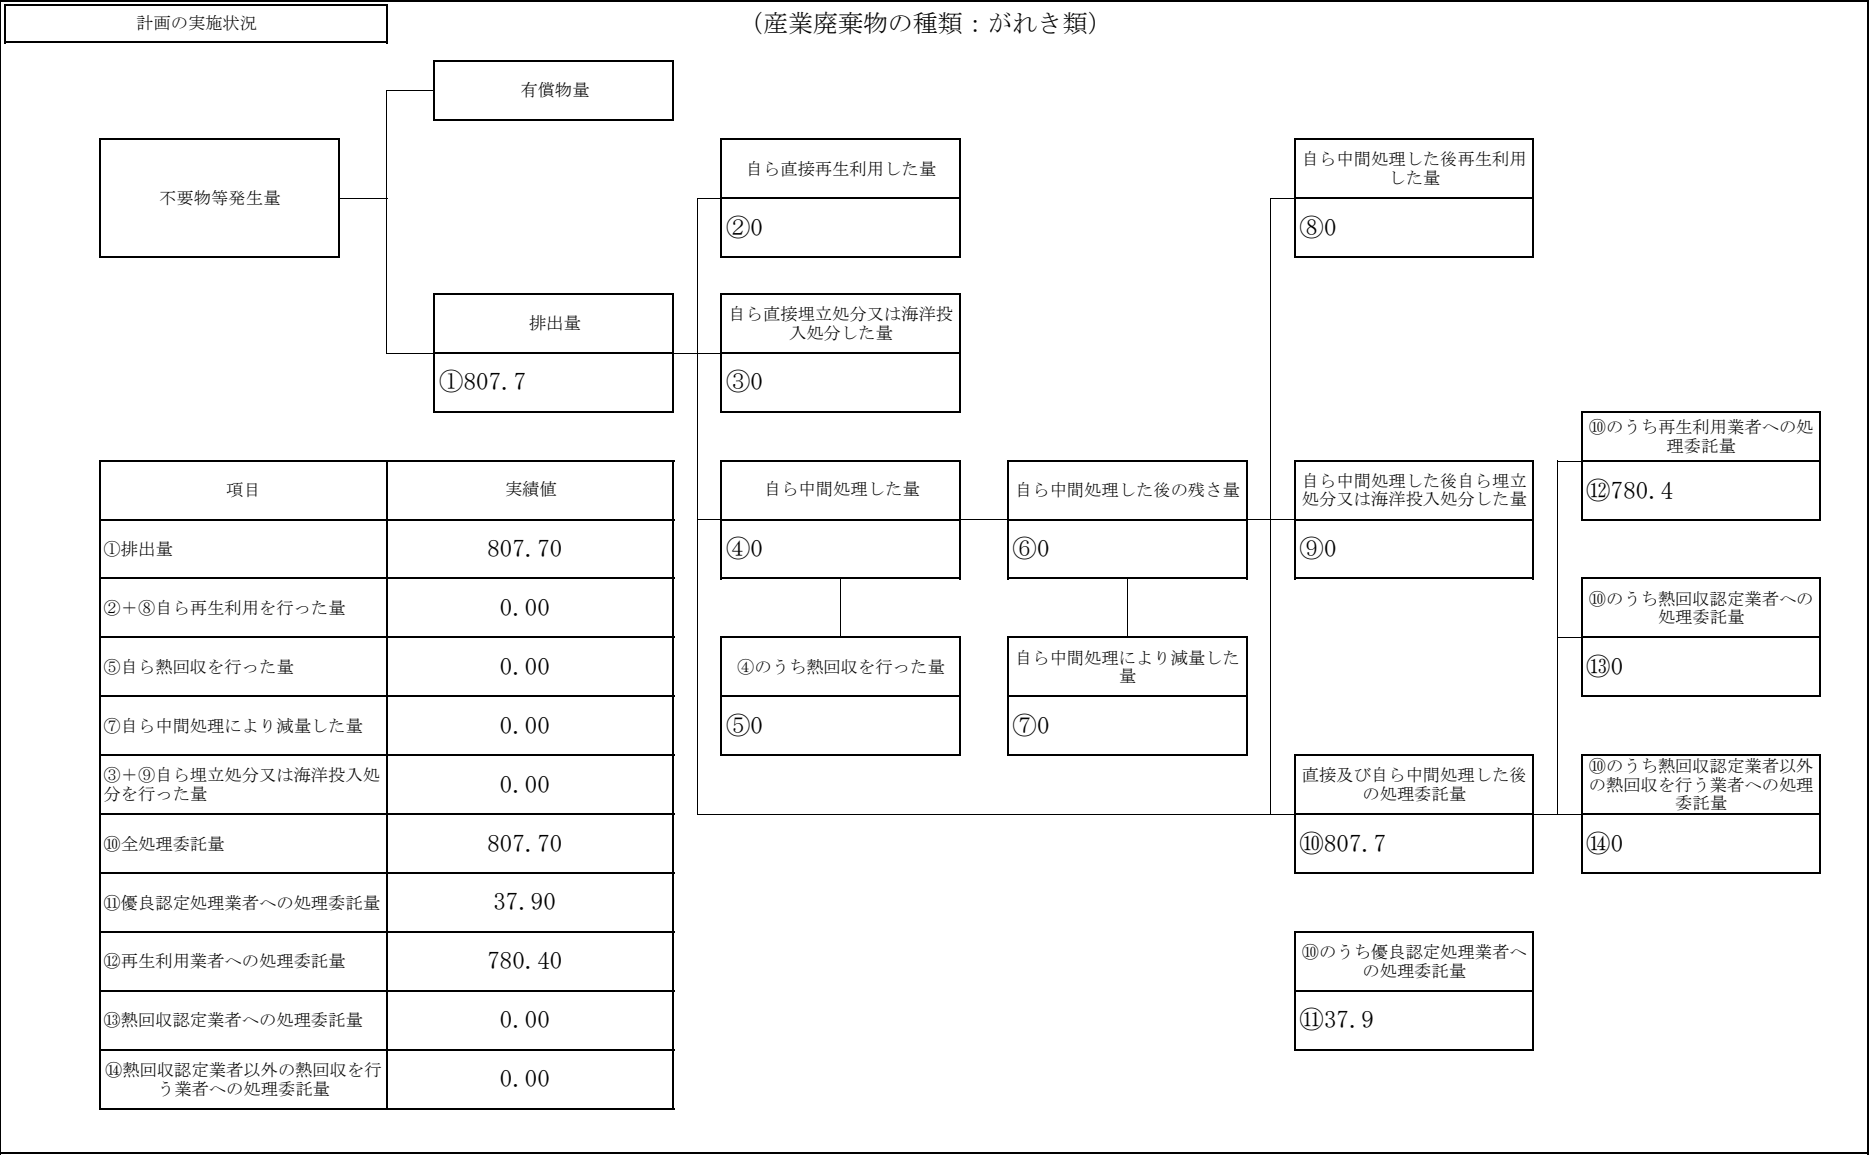 計画の実施状況
（産業廃棄物の種類：がれき類）
有償物量
不要物等発生量
自ら直接再生利用した量
②0
自ら中間処理した後再生利用
した量
⑧0
排出量
①807.7
自ら直接埋立処分又は海洋投
入処分した量
③0
⑩のうち再生利用業者への処
理委託量
⑫780.4
自ら中間処理した量
④0
自ら中間処理した後の残さ量
⑥0
自ら中間処理した後自ら埋立
処分又は海洋投入処分した量
⑨0
⑩のうち熱回収認定業者への
処理委託量
⑬0
④のうち熱回収を行った量
⑤0
自ら中間処理により減量した
量
⑦0
直接及び自ら中間処理した後
の処理委託量
⑩807.7
⑩のうち熱回収認定業者以外
の熱回収を行う業者への処理
委託量
⑭0
⑩のうち優良認定処理業者へ
の処理委託量
⑪37.9
項目 実績値
①排出量 807.70
②＋⑧自ら再生利用を行った量 0.00
⑤自ら熱回収を行った量 0.00
⑦自ら中間処理により減量した量 0.00
③＋⑨自ら埋立処分又は海洋投入処
分を行った量 0.00
⑩全処理委託量 807.70
⑪優良認定処理業者への処理委託量 37.90
⑫再生利用業者への処理委託量 780.40
⑬熱回収認定業者への処理委託量 0.00
⑭熱回収認定業者以外の熱回収を行
う業者への処理委託量 0.00